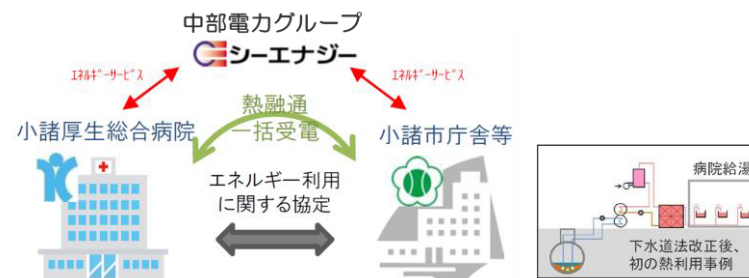 中部電力グループ
シーエナジー
エネルギーサービス
エネルギーサービス
熱融通
一括受電
小諸厚生総合病院
小諸市庁舎等
エネルギー利用
に関する協定
病院給湯
下水道法改正後、
初の熱利用事例